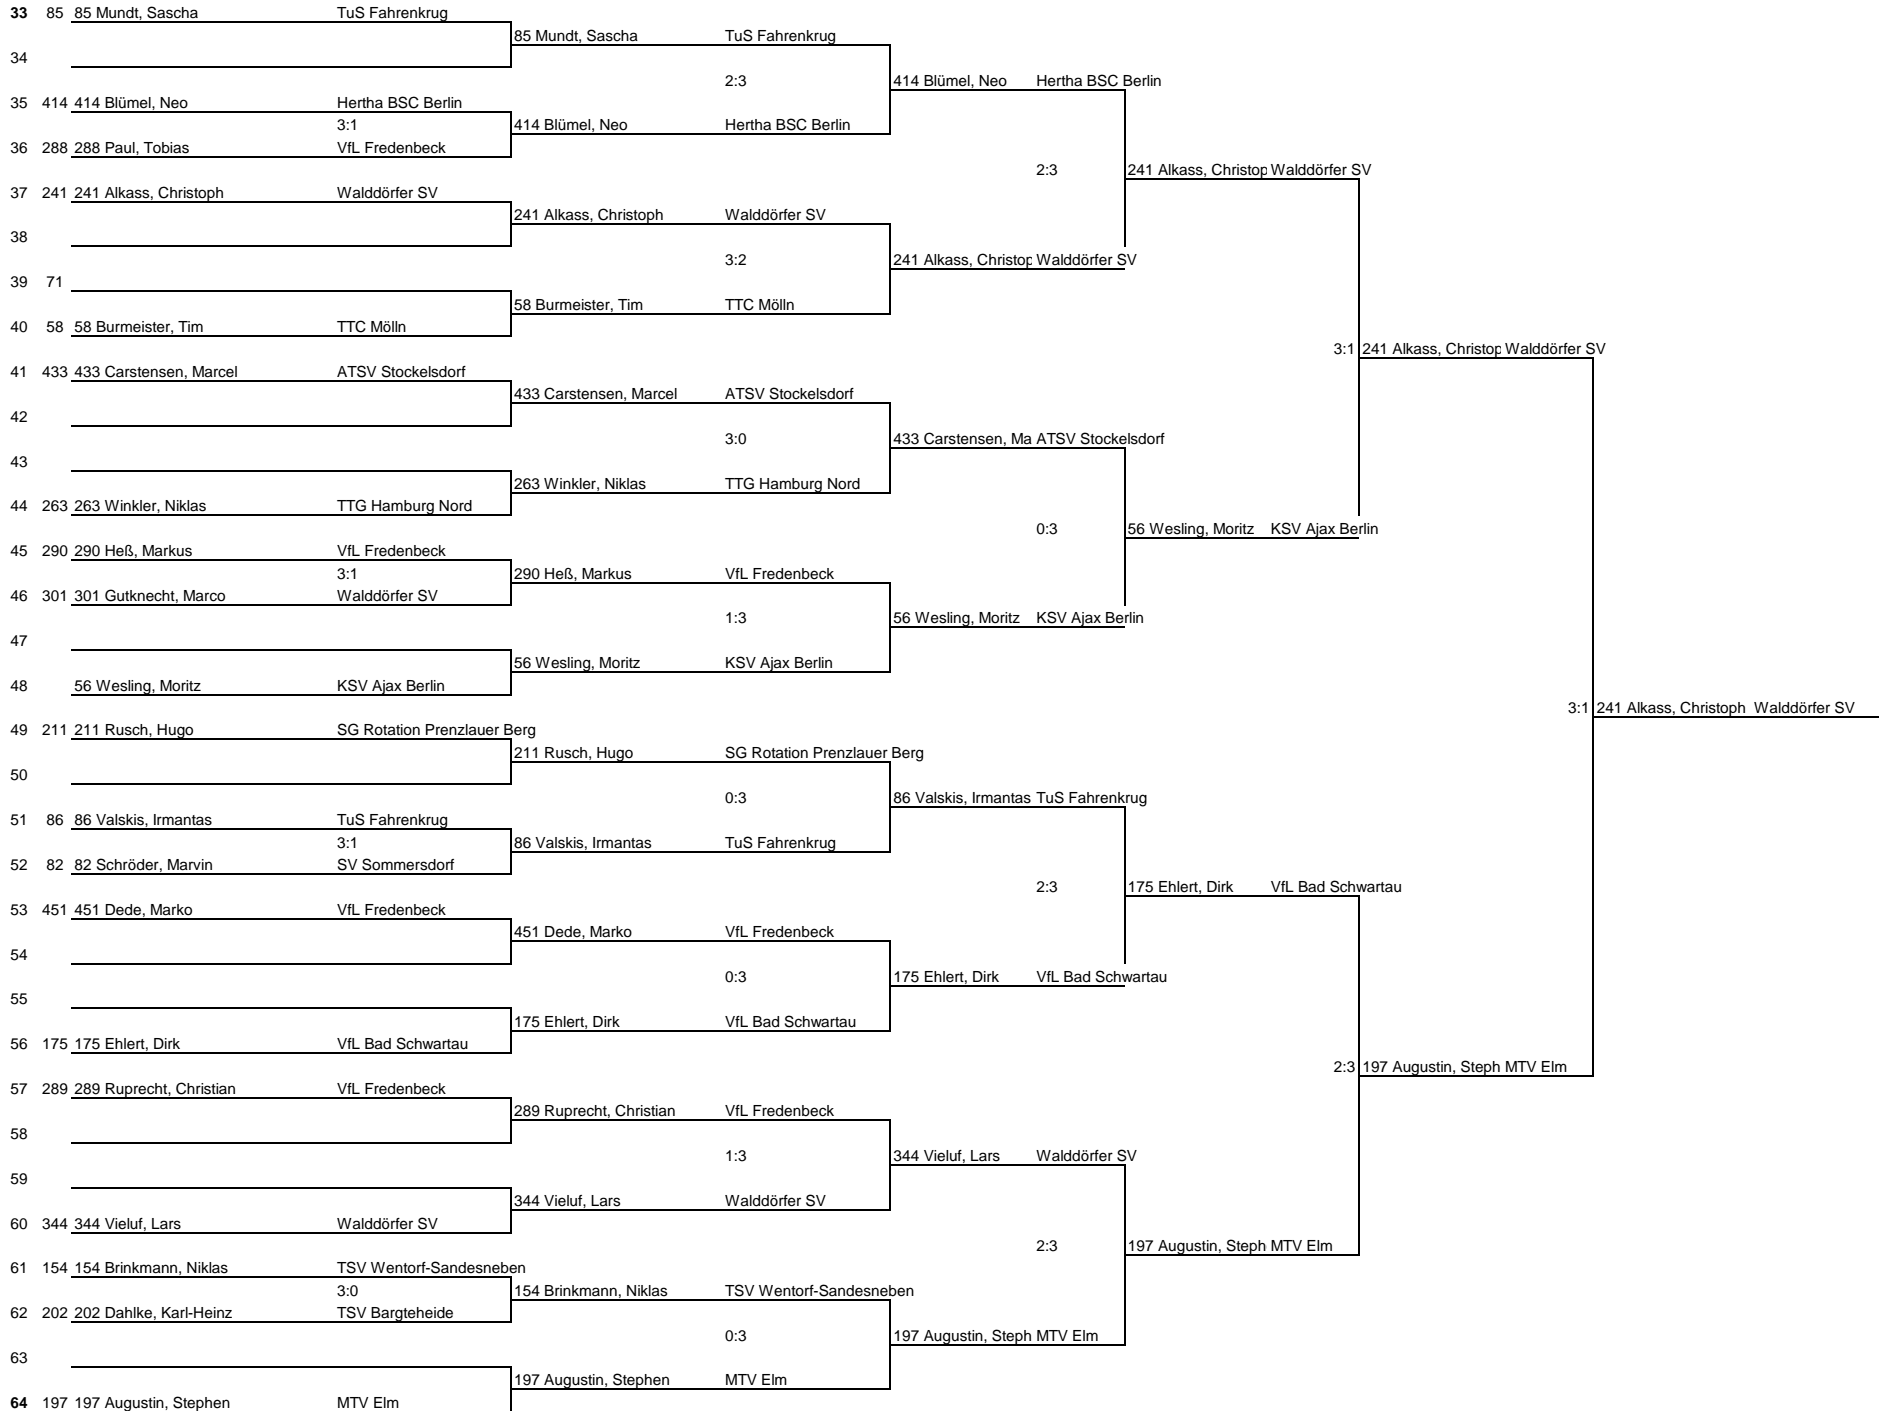 33 85 85 Mundt, Sascha TuS Fahrenkrug
85 Mundt, Sascha TuS Fahrenkrug
34
2:3 414 Blümel, Neo Hertha BSC Berlin
35 414 414 Blümel, Neo Hertha BSC Berlin
3:1 414 Blümel, Neo Hertha BSC Berlin
36 288 288 Paul, Tobias VfL Fredenbeck
2:3 241 Alkass, Christop Walddörfer SV
37 241 241 Alkass, Christoph Walddörfer SV
241 Alkass, Christoph Walddörfer SV
38
3:2 241 Alkass, Christop Walddörfer SV
39 71
58 Burmeister, Tim TTC Mölln
40 58 58 Burmeister, Tim TTC Mölln
3:1 241 Alkass, Christop Walddörfer SV
41 433 433 Carstensen, Marcel ATSV Stockelsdorf
433 Carstensen, Marcel ATSV Stockelsdorf
42
3:0 433 Carstensen, Ma ATSV Stockelsdorf
43
263 Winkler, Niklas TTG Hamburg Nord
44 263 263 Winkler, Niklas TTG Hamburg Nord
0:3 56 Wesling, Moritz KSV Ajax Berlin
45 290 290 Heß, Markus VfL Fredenbeck
3:1 290 Heß, Markus VfL Fredenbeck
46 301 301 Gutknecht, Marco Walddörfer SV
1:3 56 Wesling, Moritz KSV Ajax Berlin
47
56 Wesling, Moritz KSV Ajax Berlin
48 56 Wesling, Moritz KSV Ajax Berlin
3:1 241 Alkass, Christoph Walddörfer SV
49 211 211 Rusch, Hugo SG Rotation Prenzlauer Berg
211 Rusch, Hugo SG Rotation Prenzlauer Berg
50
0:3 86 Valskis, Irmantas TuS Fahrenkrug
51 86 86 Valskis, Irmantas TuS Fahrenkrug
3:1 86 Valskis, Irmantas TuS Fahrenkrug
52 82 82 Schröder, Marvin SV Sommersdorf
2:3 175 Ehlert, Dirk VfL Bad Schwartau
53 451 451 Dede, Marko VfL Fredenbeck
451 Dede, Marko VfL Fredenbeck
54
0:3 175 Ehlert, Dirk VfL Bad Schwartau
55
175 Ehlert, Dirk VfL Bad Schwartau
56 175 175 Ehlert, Dirk VfL Bad Schwartau
2:3 197 Augustin, Steph MTV Elm
57 289 289 Ruprecht, Christian VfL Fredenbeck
289 Ruprecht, Christian VfL Fredenbeck
58
1:3 344 Vieluf, Lars Walddörfer SV
59
344 Vieluf, Lars Walddörfer SV
60 344 344 Vieluf, Lars Walddörfer SV
2:3 197 Augustin, Steph MTV Elm
61 154 154 Brinkmann, Niklas TSV Wentorf-Sandesneben
3:0 154 Brinkmann, Niklas TSV Wentorf-Sandesneben
62 202 202 Dahlke, Karl-Heinz TSV Bargteheide
0:3 197 Augustin, Steph MTV Elm
63
197 Augustin, Stephen MTV Elm
64 197 197 Augustin, Stephen MTV Elm